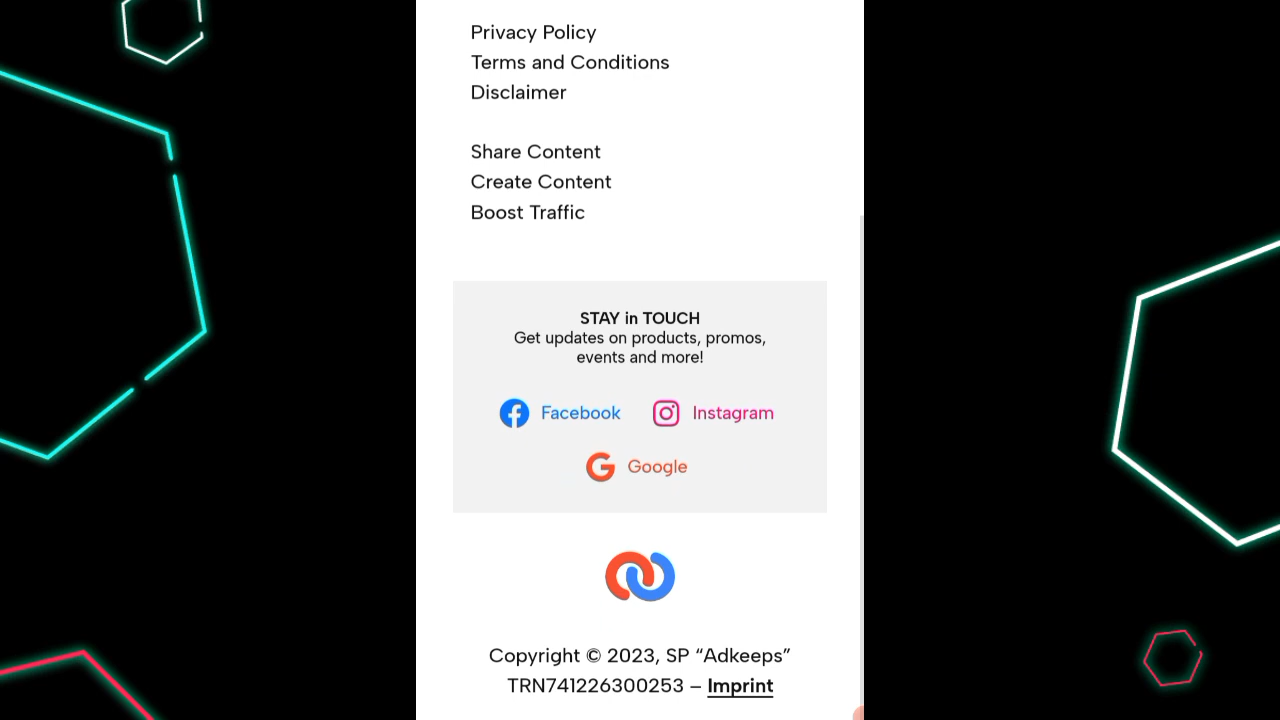 Privacy Policy
Terms and Conditions
Disclaimer
Share Content
Create Content
Boost Traffic
STAY in TOUCH
Get updates on products, promos,
events and more!
Facebook Instagram
Google
Copyright © 2023, SP “Adkeeps”
TRN741226300253 – Imprint